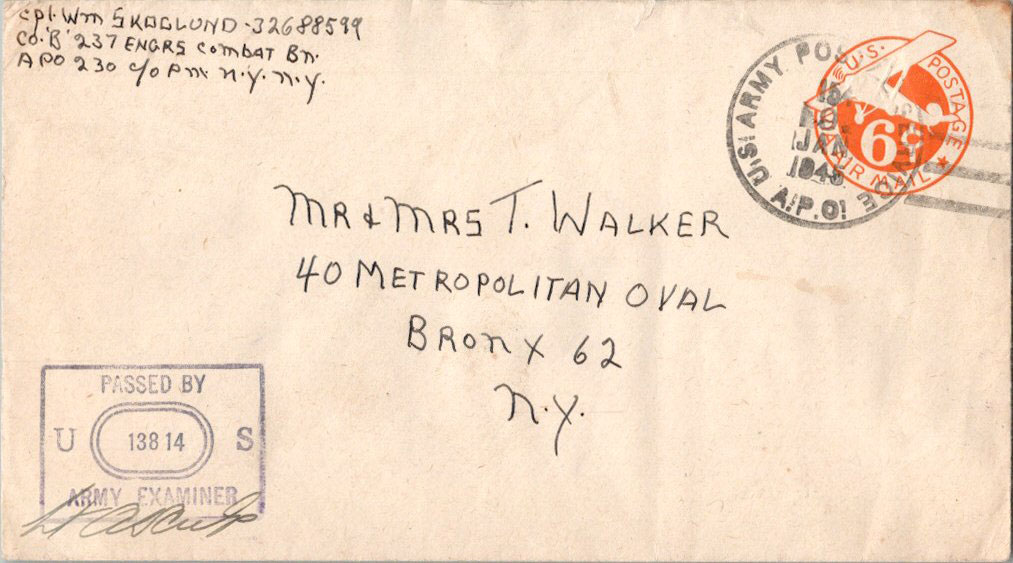 Cpl. Wm SKOGLUND - 32688599
Co. 'B' 237 ENGRS COMBAT Bn.
APO 230 c/o Pm. n.y. n.y.
U.S. ARMY POSTAL
JAN
A.P.O.
U.S. POSTAGE
6¢
AIR MAIL
MR & MRS T. WALKER
40 METROPOLITAN OVAL
BRONX 62
n.y.
PASSED BY
U 13814 S
ARMY EXAMINER